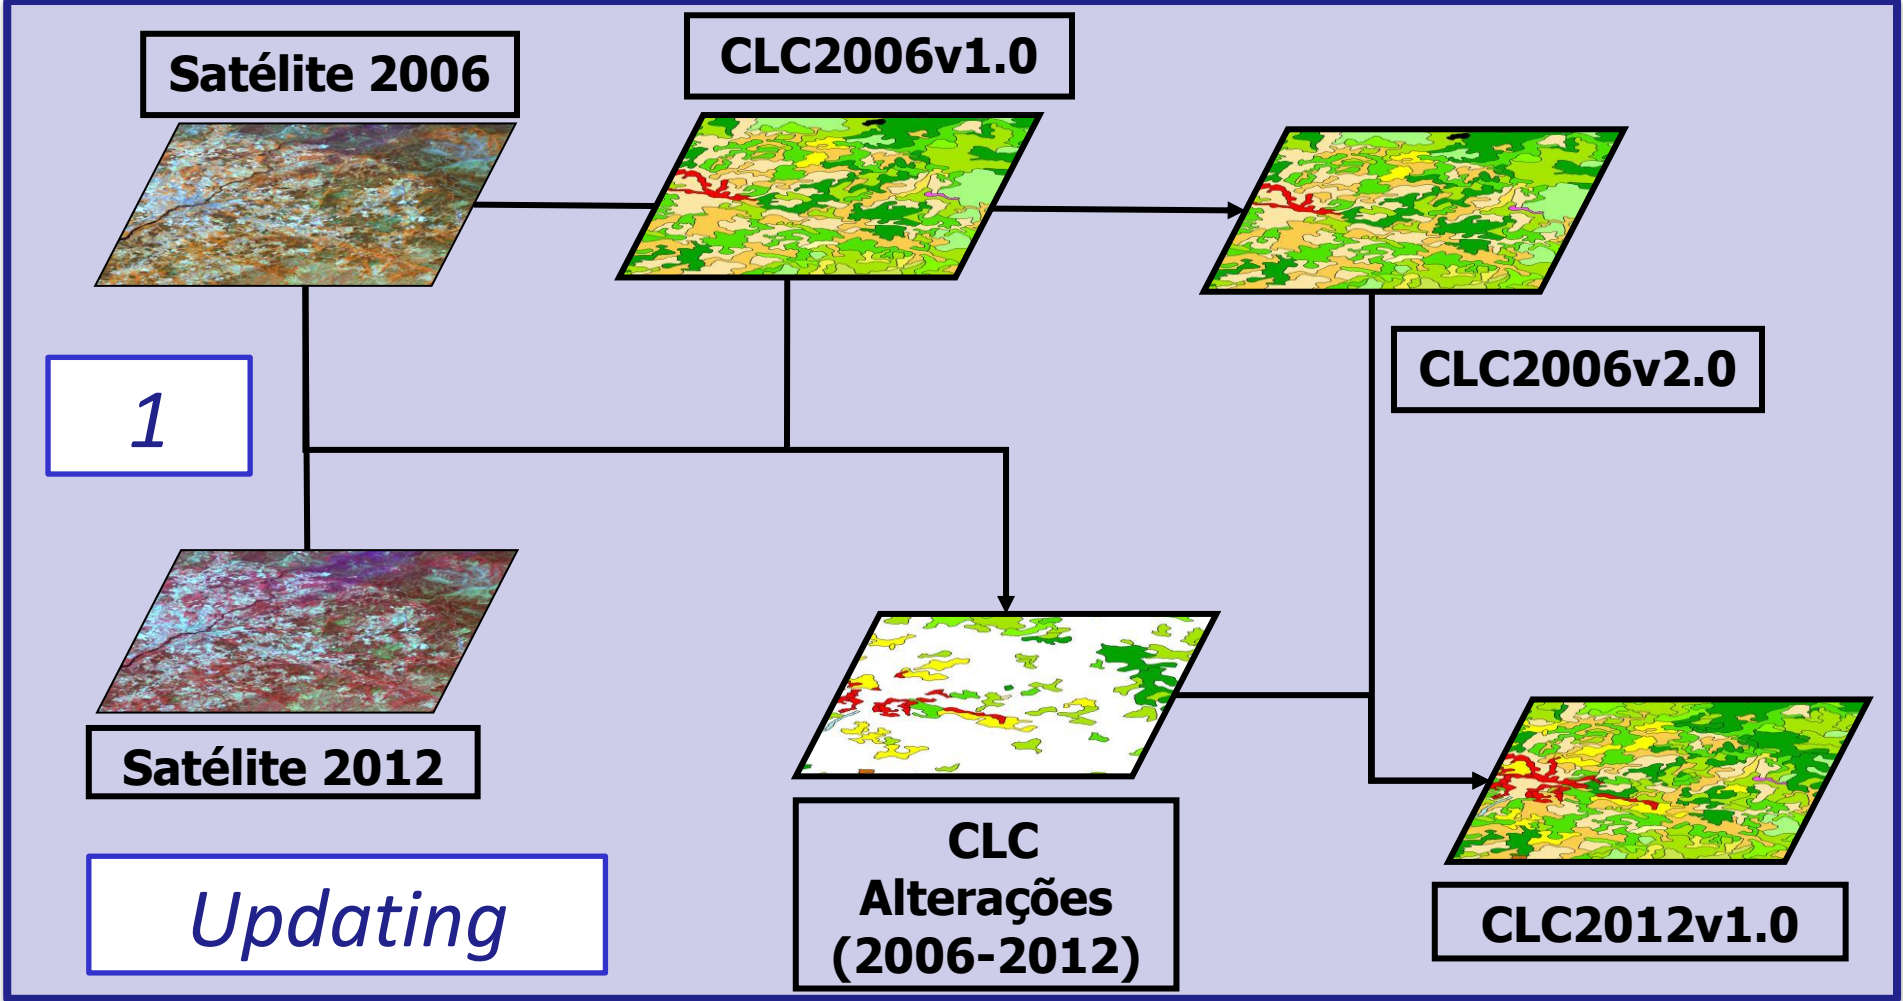 Satélite 2006
CLC2006v1.0
CLC2006v2.0
1
Satélite 2012
CLC
Alterações
(2006-2012)
CLC2012v1.0
Updating